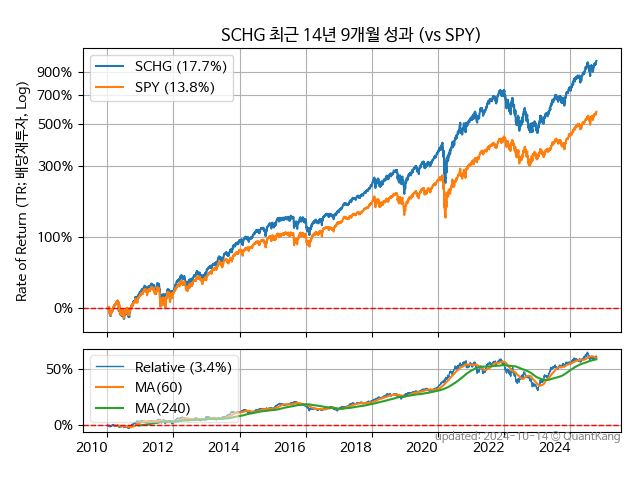 SCHG 최근 14년 9개월 성과 (vs SPY)
Rate of Return (TR; 배당재투자, Log)
900%
700%
500%
300%
100%
0%
SCHG (17.7%)
SPY (13.8%)
50%
0%
Relative (3.4%)
MA(60)
MA(240)
2010 2012 2014 2016 2018 2020 2022 2024
updated: 2024-10-14 © QuantKang